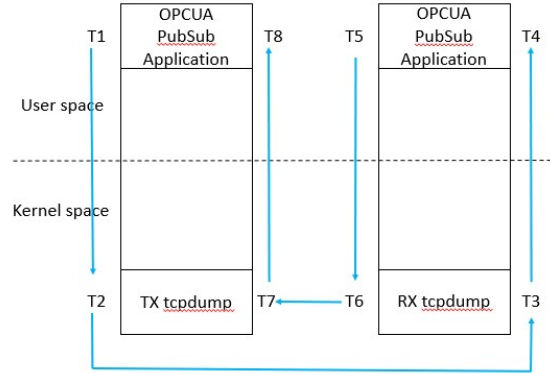 T1
OPCUA
PubSub
Application
T8
T5
OPCUA
PubSub
Application
T4
User space
Kernel space
T2
TX tcpdump
T7
T6
RX tcpdump
T3